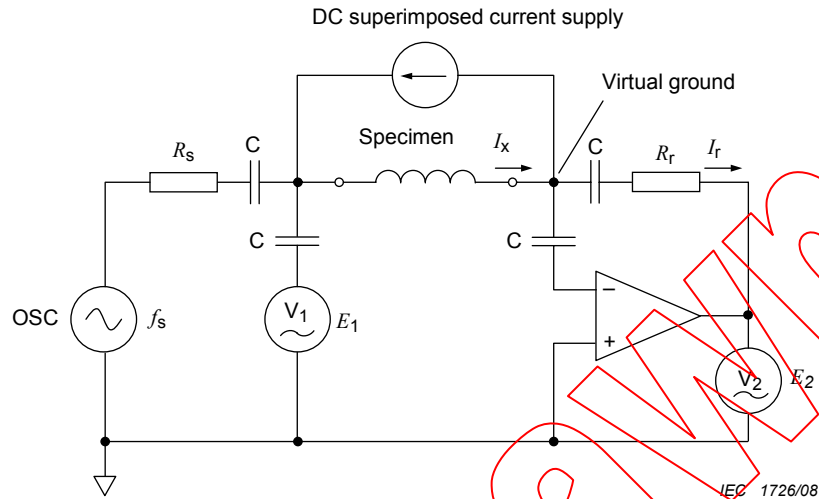 DC superimposed current supply
Virtual ground
Specimen
Rs
C
Ix
C
Rr
Ir
C
C
−
+
OSC
fs
V1
E1
V2
E2
IEC 1726/08